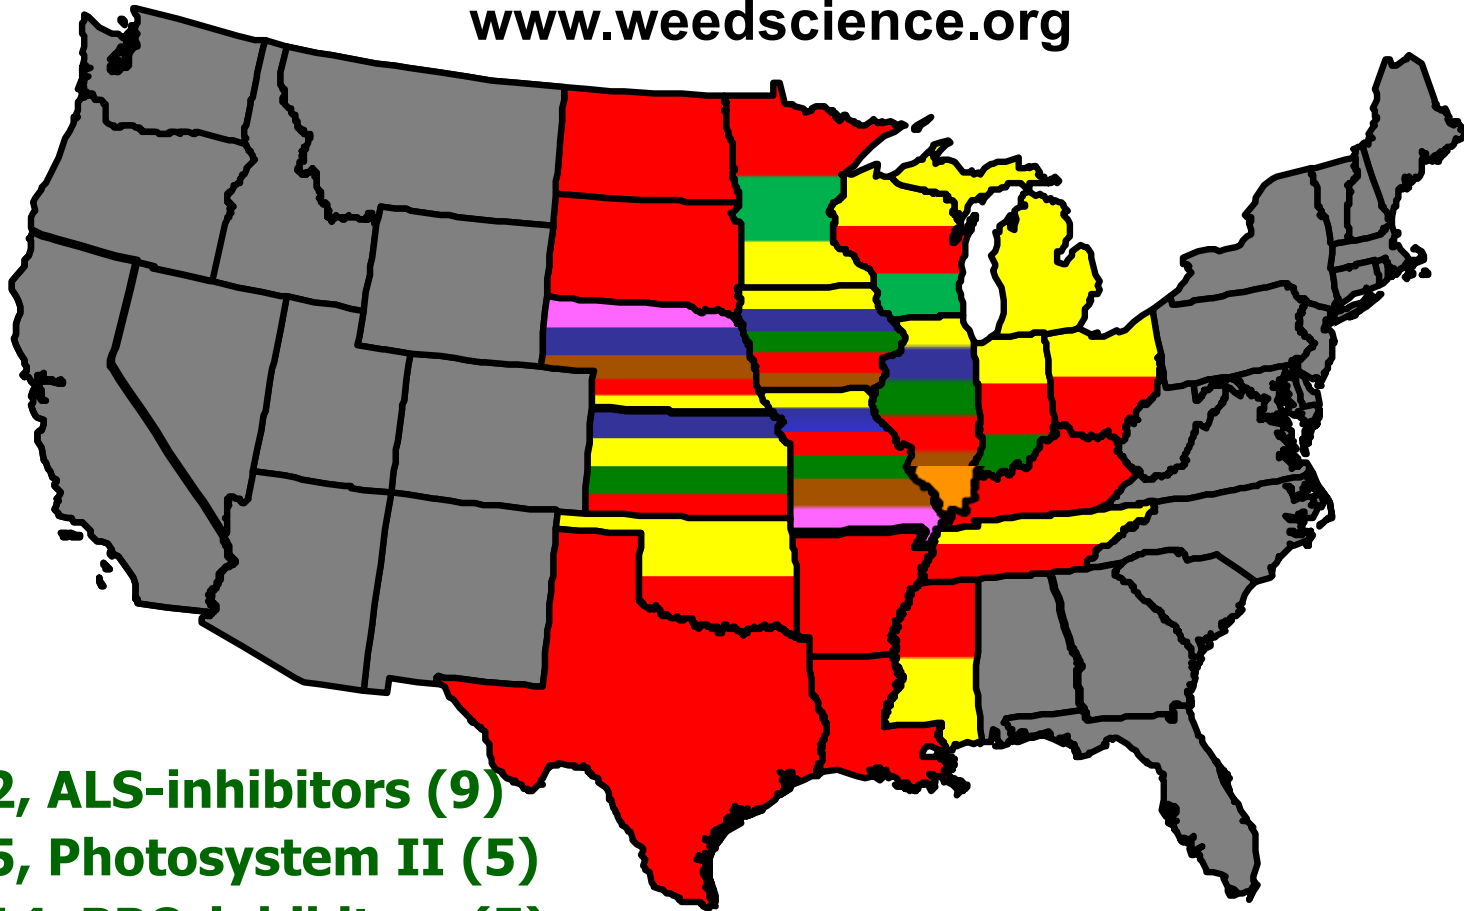 www.weedscience.org
2, ALS-inhibitors (9)
5, Photosystem II (5)